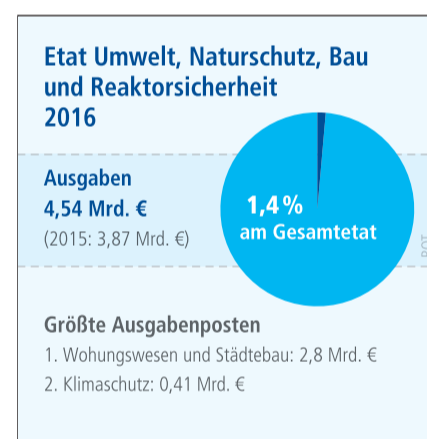 Etat Umwelt, Naturschutz, Bau
und Reaktorsicherheit
2016
Ausgaben
4,54 Mrd. €
(2015: 3,87 Mrd. €)
1,4 %
am Gesamtetat
Größte Ausgabenposten
1. Wohungswesen und Städtebau: 2,8 Mrd. €
2. Klimaschutz: 0,41 Mrd. €